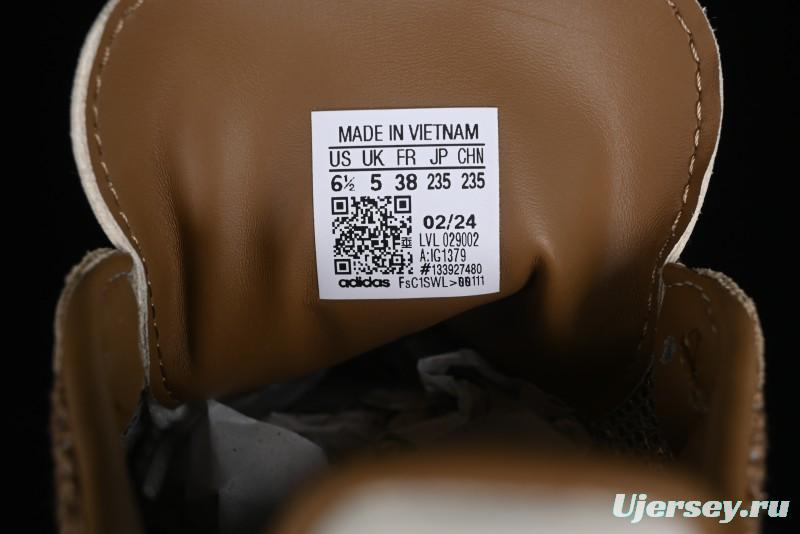 MADE IN VIETNAM
US UK FR JP CHN
6½ 5 38 235 235
02/24
LVL 029002
A:IG1379
#133927480
adidas FsC1SWL>
Ujersey.ru